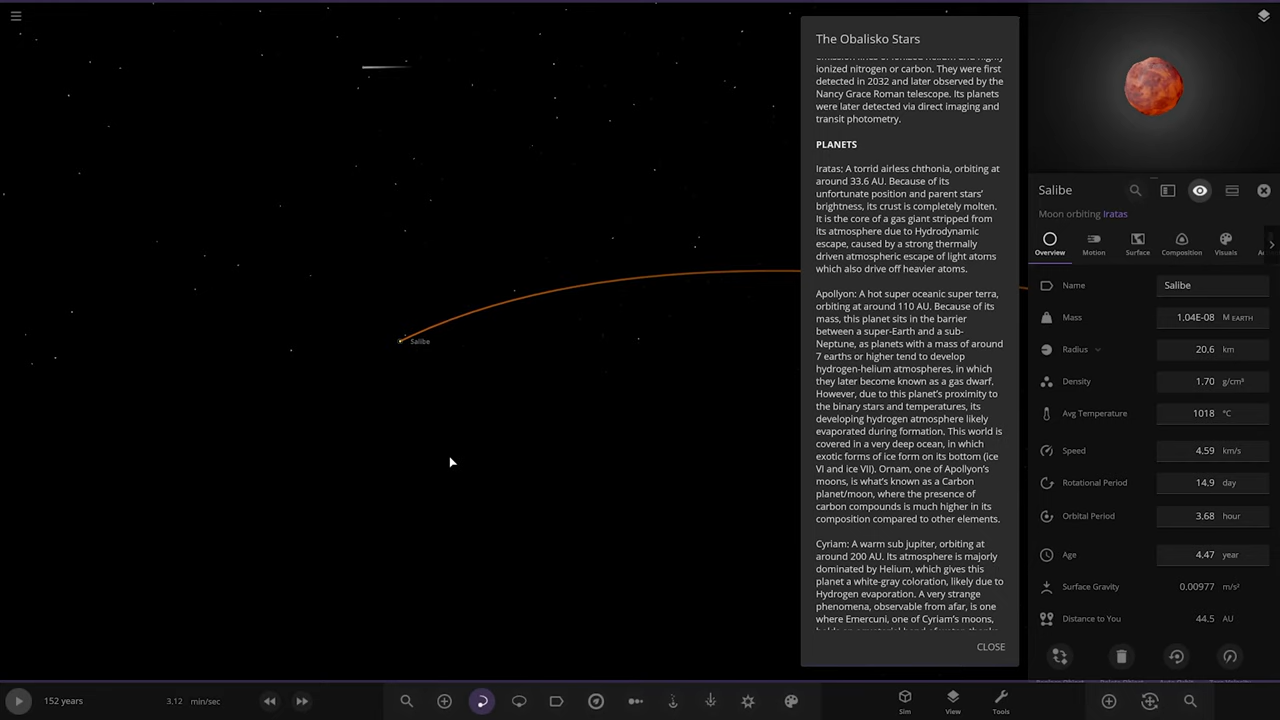 The Obalisko Stars
emission lines of ionized helium and highly
ionized nitrogen or carbon. They were first
detected in 2032 and later observed by the
Nancy Grace Roman telescope. Its planets
were later detected via direct imaging and
transit photometry.
PLANETS
Iratas: A torrid airless chthonia, orbiting at
around 33.6 AU. Because of its
unfortunate position and parent stars'
brightness, its crust is completely molten.
It is the core of a gas giant stripped from
its atmosphere due to Hydrodynamic
escape, caused by a strong thermally
driven atmospheric escape of light atoms
which also drive off heavier atoms.
Apollyon: A hot super oceanic super terra,
orbiting at around 110 AU. Because of its
mass, this planet sits in the barrier
between a super-Earth and a sub-
Neptune, as planets with a mass of around
7 earths or higher tend to develop
hydrogen-helium atmospheres, in which
they later become known as a gas dwarf.
However, due to this planet's proximity to
the binary stars and temperatures, its
developing hydrogen atmosphere likely
evaporated during formation. This world is
covered in a very deep ocean, in which
exotic forms of ice form on its bottom (ice
VI and ice VII). Ornam, one of Apollyon's
moons, is what's known as a Carbon
planet/moon, where the presence of
carbon compounds is much higher in its
composition compared to other elements.
Cyriam: A warm sub jupiter, orbiting at
around 200 AU. Its atmosphere is majorly
dominated by Helium, which gives this
planet a white-gray coloration, likely due to
Hydrogen evaporation. A very strange
phenomena, observable from afar, is one
where Emercuni, one of Cyriam's moons,
CLOSE
Salibe
Salibe
Moon orbiting Iratas
Overview Motion Surface Composition Visuals
Name Salibe
Mass 1.04E-08 M EARTH
Radius 20.6 km
Density 1.70 g/cm³
Avg Temperature 1018 °C
Speed 4.59 km/s
Rotational Period 14.9 day
Orbital Period 3.68 hour
Age 4.47 year
Surface Gravity 0.00977 m/s²
Distance to You 44.5 AU
152 years 3.12 min/sec
Sim View Tools